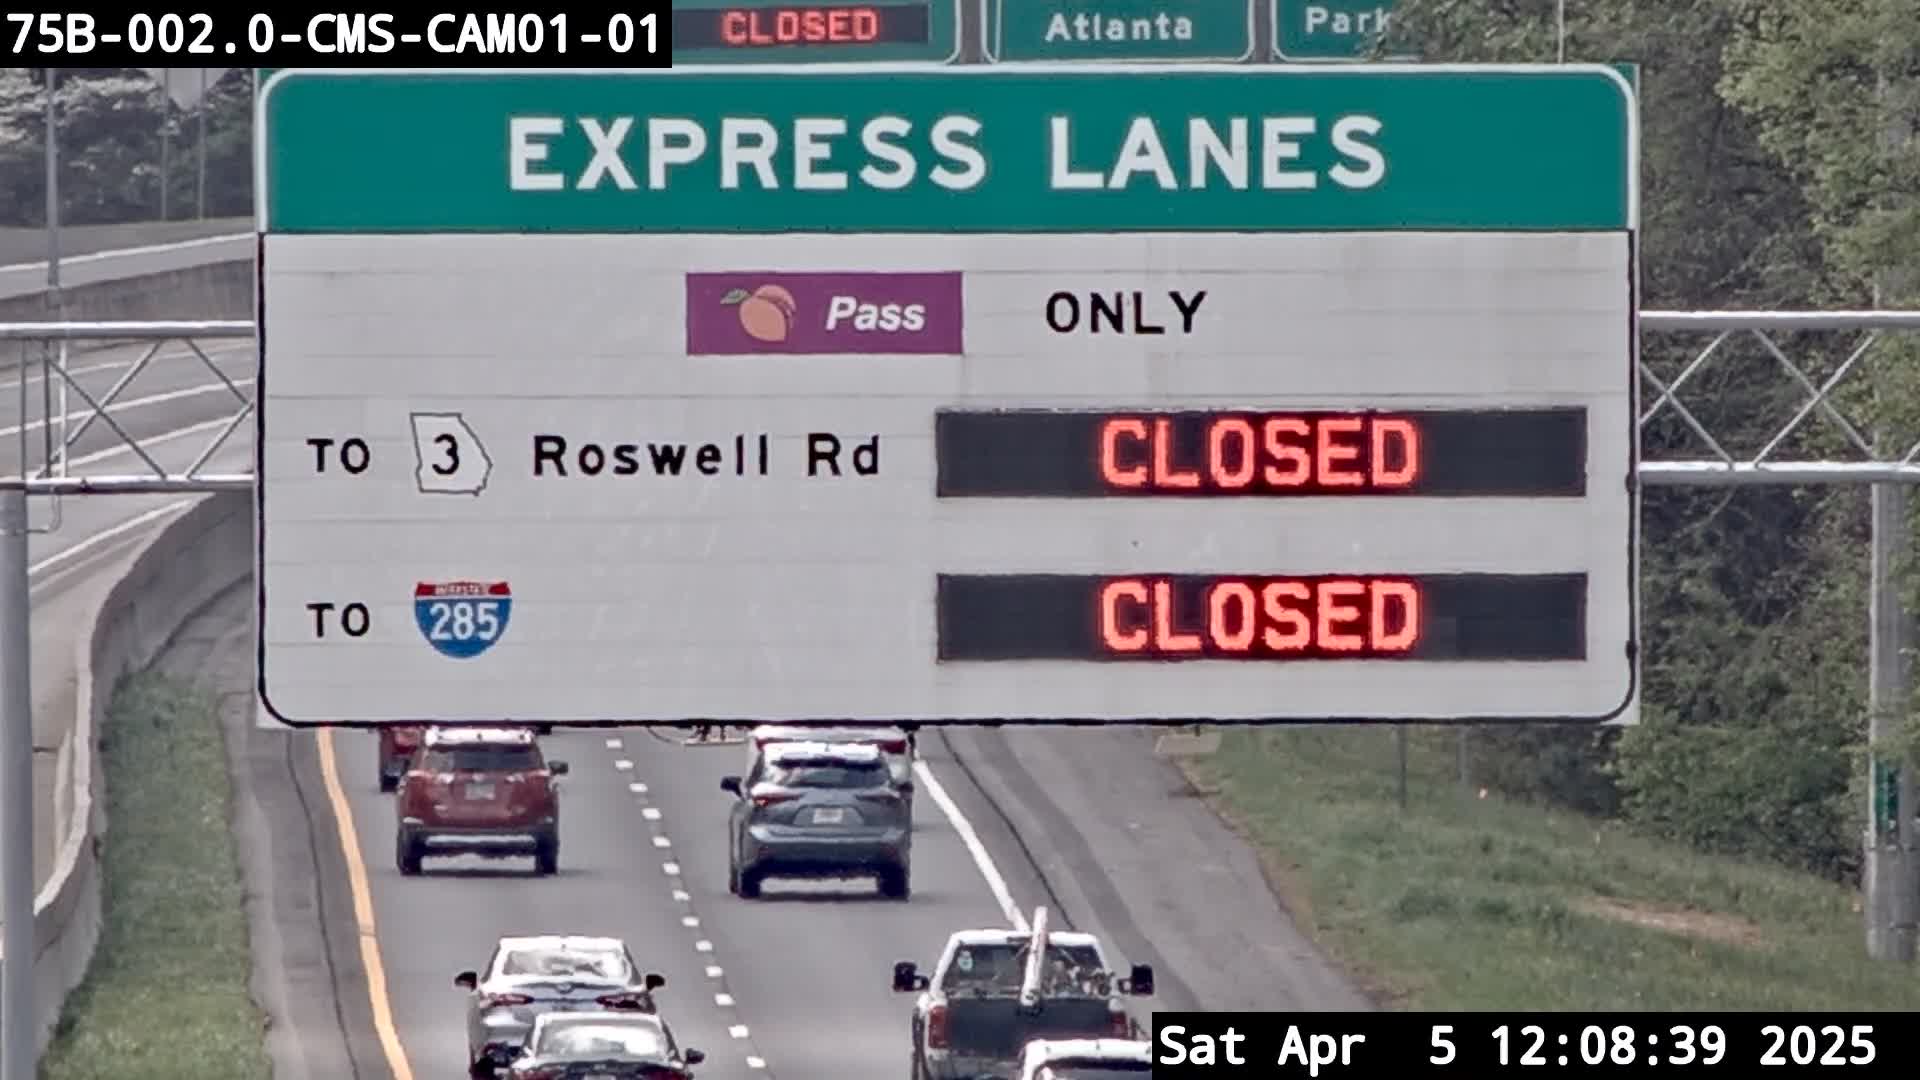 75B-002.0-CMS-CAM01-01
CLOSED
Atlanta
Park
EXPRESS LANES
Pass ONLY
TO 3 Roswell Rd CLOSED
TO 285 CLOSED
Sat Apr 5 12:08:39 2025